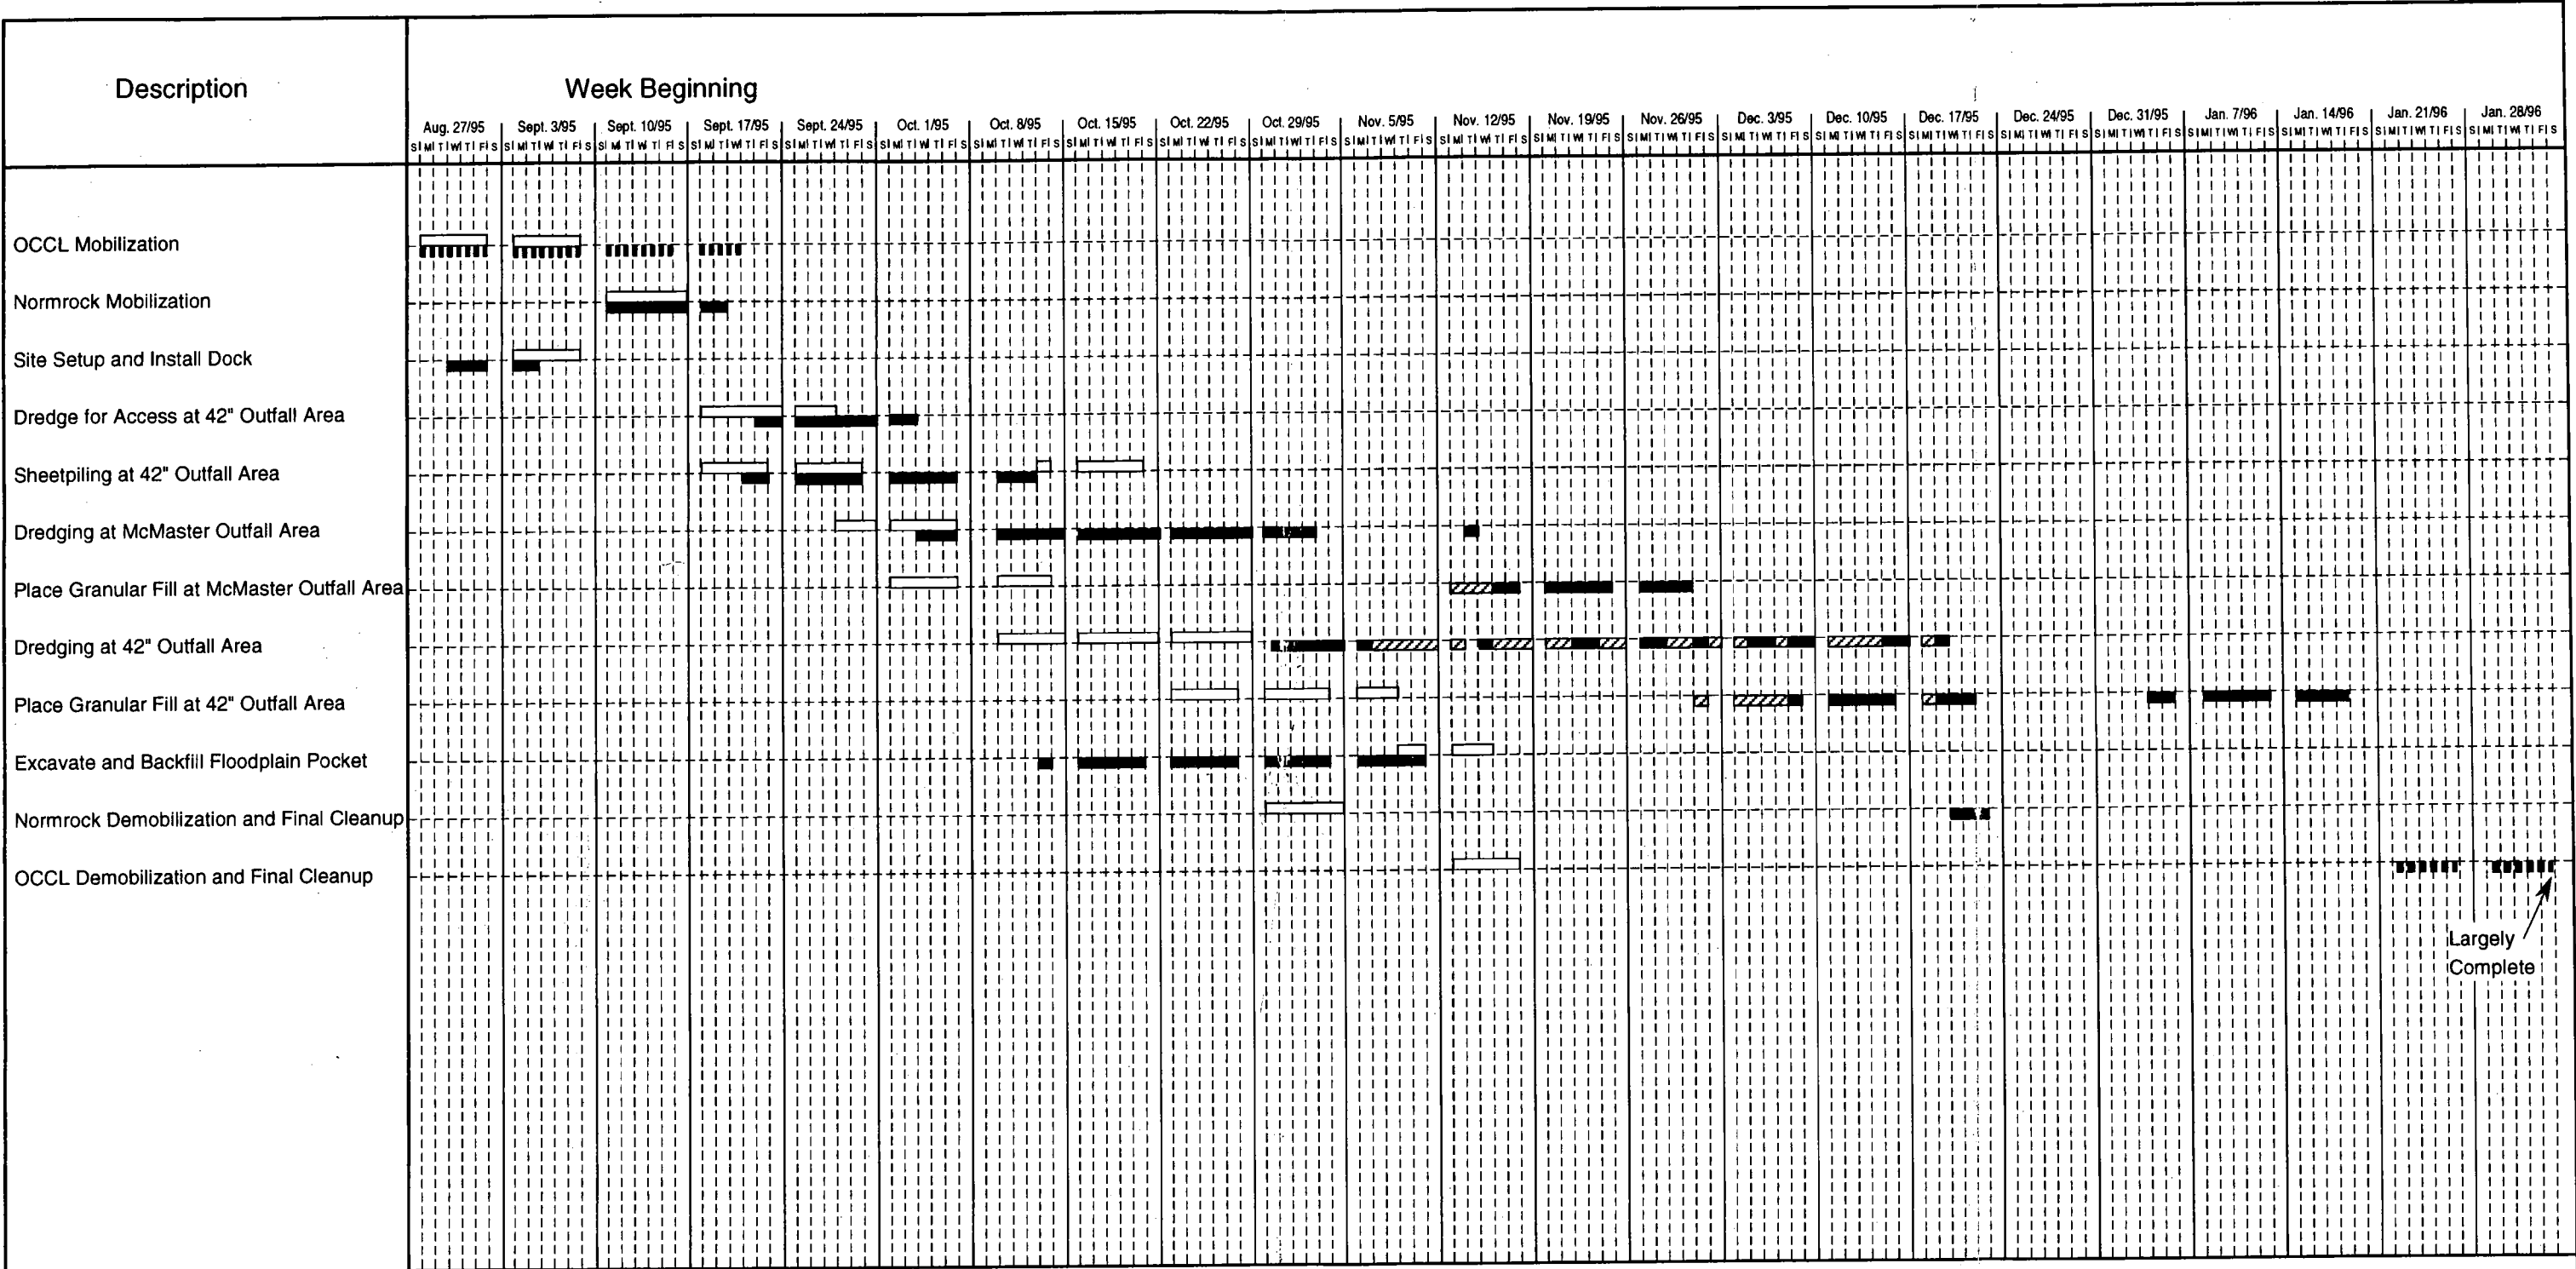 Description
Week Beginning
Aug. 27/95 Sept. 3/95 Sept. 10/95 Sept. 17/95 Sept. 24/95 Oct. 1/95 Oct. 8/95 Oct. 15/95 Oct. 22/95 Oct. 29/95 Nov. 5/95 Nov. 12/95 Nov. 19/95 Nov. 26/95 Dec. 3/95 Dec. 10/95 Dec. 17/95 Dec. 24/95 Dec. 31/95 Jan. 7/96 Jan. 14/96 Jan. 21/96 Jan. 28/96
S M T W T F S S M T W T F S S M T W T F S S M T W T F S S M T W T F S S M T W T F S S M T W T F S S M T W T F S S M T W T F S S M T W T F S S M T W T F S S M T W T F S S M T W T F S S M T W T F S S M T W T F S S M T W T F S S M T W T F S S M T W T F S S M T W T F S S M T W T F S S M T W T F S S M T W T F S S M T W T F S
OCCL Mobilization
Normrock Mobilization
Site Setup and Install Dock
Dredge for Access at 42" Outfall Area
Sheetpiling at 42" Outfall Area
Dredging at McMaster Outfall Area
Place Granular Fill at McMaster Outfall Area
Dredging at 42" Outfall Area
Place Granular Fill at 42" Outfall Area
Excavate and Backfill Floodplain Pocket
Normrock Demobilization and Final Cleanup
OCCL Demobilization and Final Cleanup
Largely
Complete